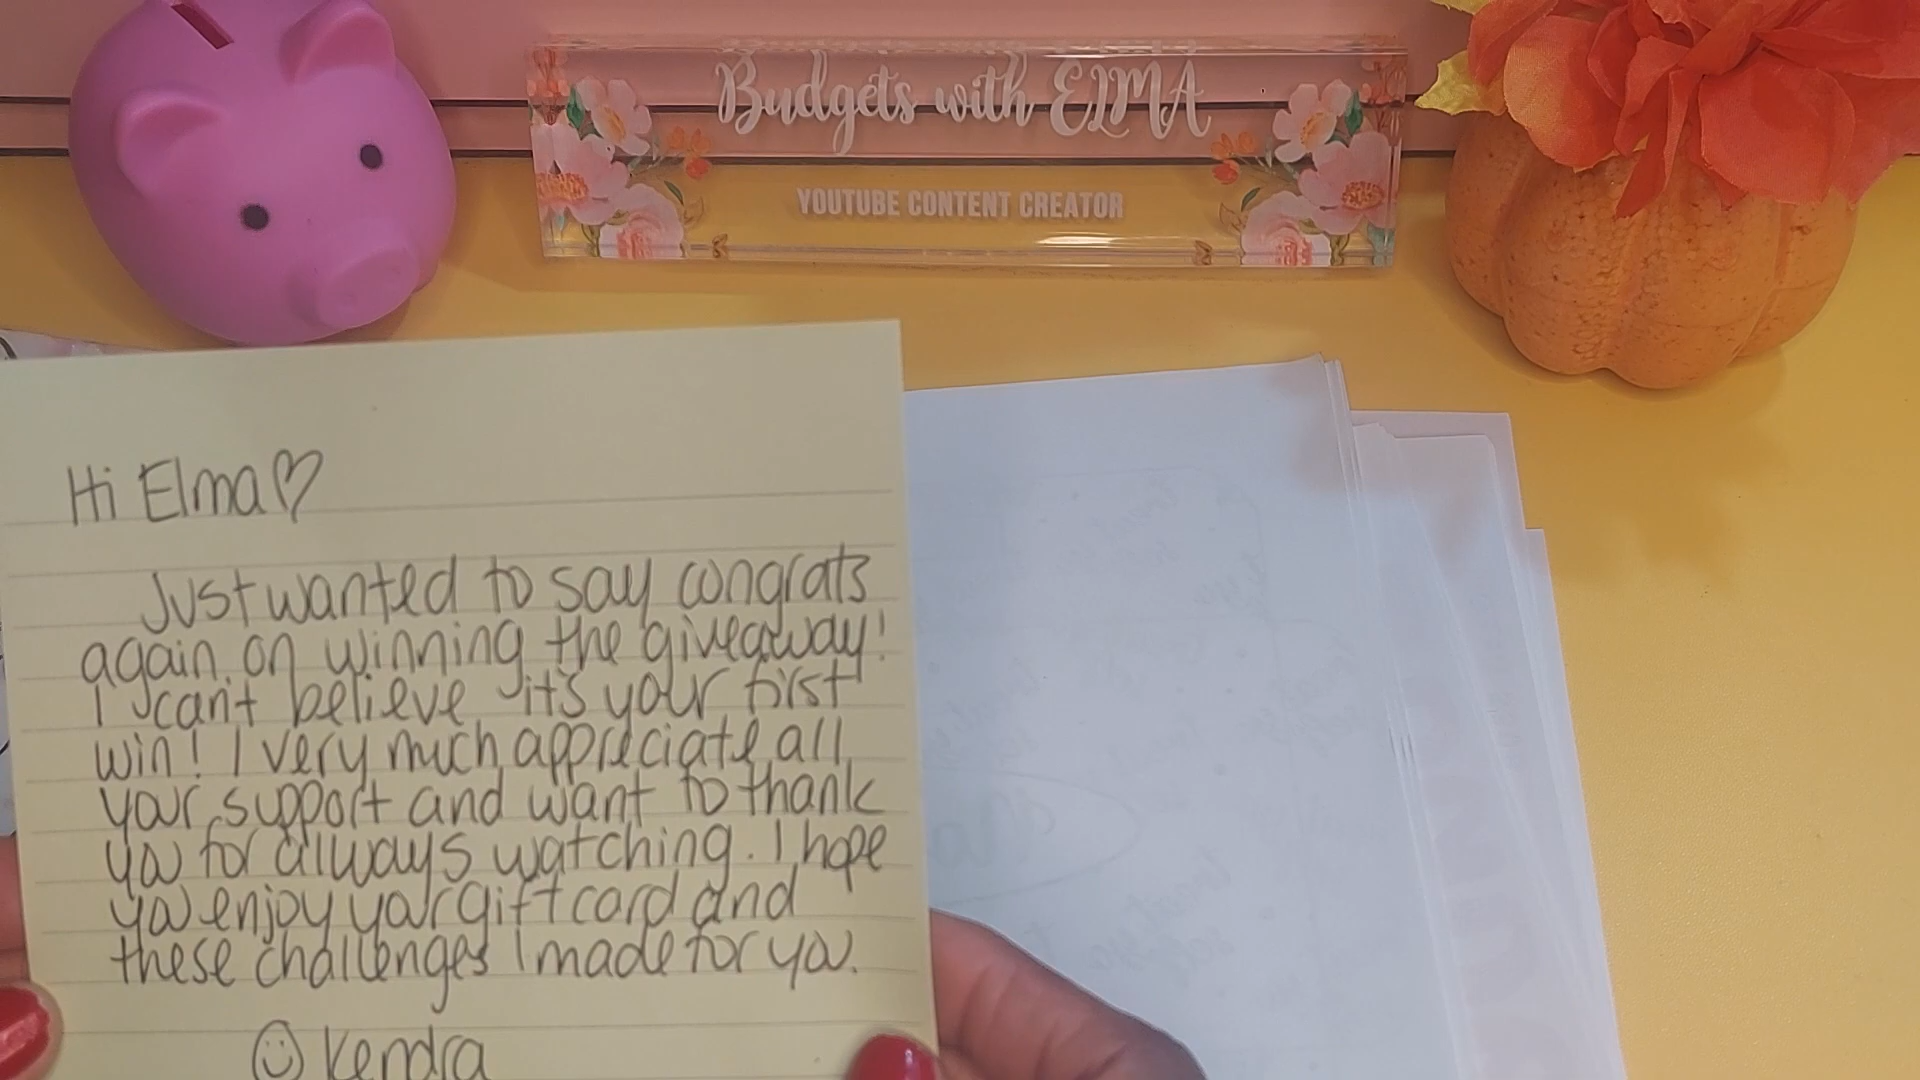 Budgets with ELMA
YOUTUBE CONTENT CREATOR
Hi Elma♡
Just wanted to say congrats
again on winning the giveaway!
I can't believe it's your first
win! I very much appreciate all
your support and want to thank
you for always watching. I hope
you enjoy your gift card and
these challenges I made for you.
☺ Kendra